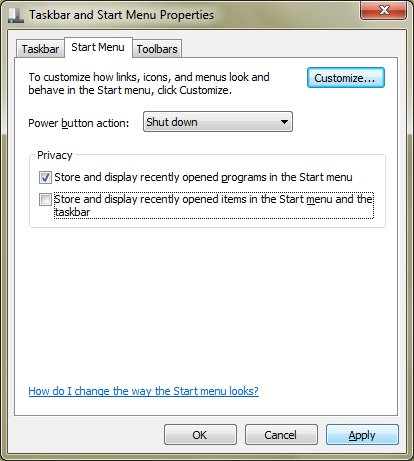 Taskbar and Start Menu Properties
Taskbar
Start Menu
Toolbars
To customize how links, icons, and menus look and
behave in the Start menu, click Customize.
Customize...
Power button action:
Shut down
Privacy
Store and display recently opened programs in the Start menu
Store and display recently opened items in the Start menu and the
taskbar
How do I change the way the Start menu looks?
OK
Cancel
Apply